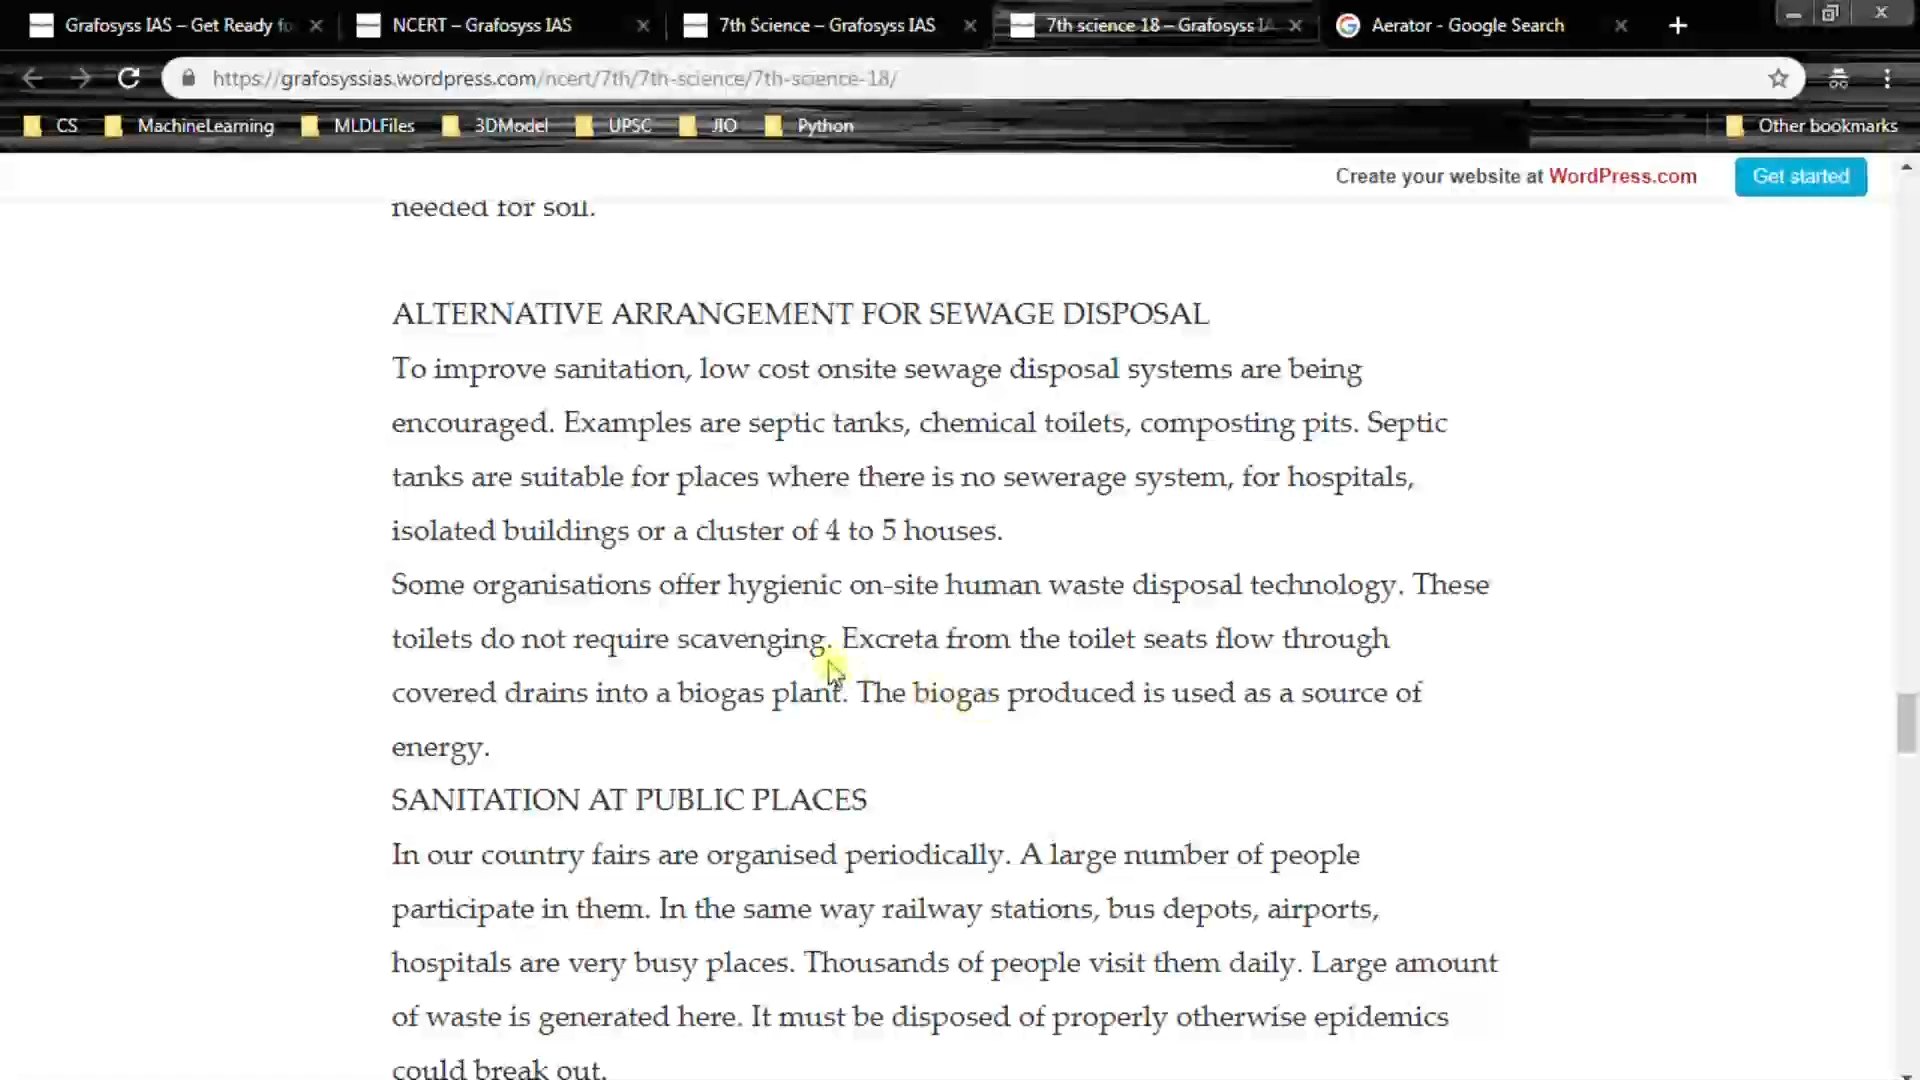 Grafosyss IAS – Get Ready fo
NCERT – Grafosyss IAS
7th Science – Grafosyss IAS
7th science 18 – Grafosyss IA
Aerator - Google Search
https://grafosyssias.wordpress.com/ncert/7th/7th-science/7th-science-18/
CS
MachineLearning
MLDLFiles
3DModel
UPSC
JIO
Python
Other bookmarks
Create your website at WordPress.com
Get started
needed for soil.
ALTERNATIVE ARRANGEMENT FOR SEWAGE DISPOSAL
To improve sanitation, low cost onsite sewage disposal systems are being
encouraged. Examples are septic tanks, chemical toilets, composting pits. Septic
tanks are suitable for places where there is no sewerage system, for hospitals,
isolated buildings or a cluster of 4 to 5 houses.
Some organisations offer hygienic on-site human waste disposal technology. These
toilets do not require scavenging. Excreta from the toilet seats flow through
covered drains into a biogas plant. The biogas produced is used as a source of
energy.
SANITATION AT PUBLIC PLACES
In our country fairs are organised periodically. A large number of people
participate in them. In the same way railway stations, bus depots, airports,
hospitals are very busy places. Thousands of people visit them daily. Large amount
of waste is generated here. It must be disposed of properly otherwise epidemics
could break out.